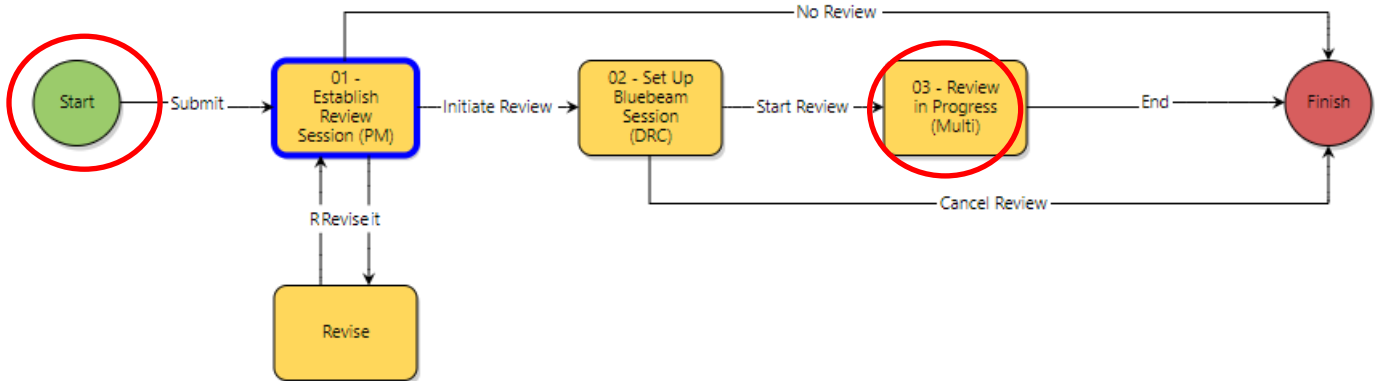 No Review
Start
Submit
01 -
Establish
Review
Session (PM)
Initiate Review
02 - Set Up
Bluebeam
Session
(DRC)
Start Review
03 - Review
in Progress
(Multi)
End
Finish
Cancel Review
Revise it
Revise